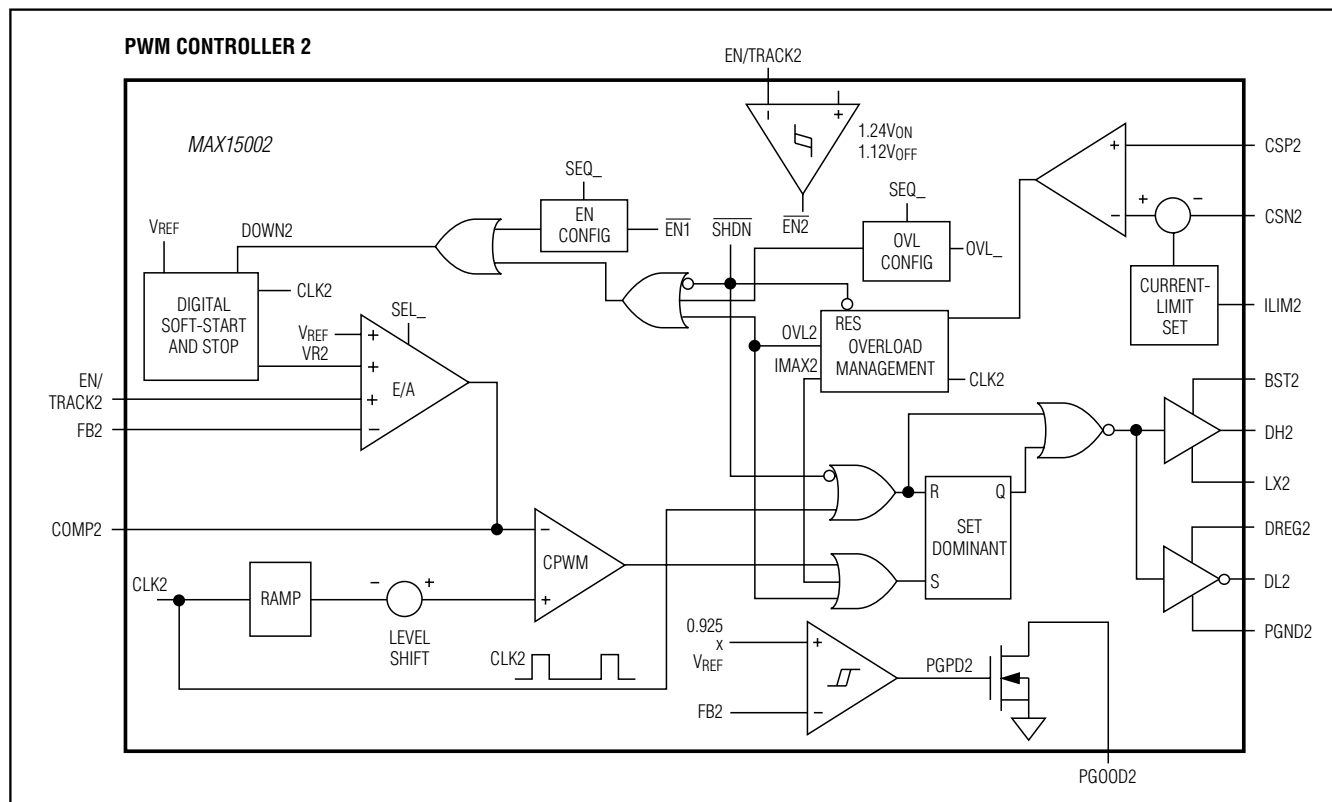 PWM CONTROLLER 2
EN/TRACK2
MAX15002
−
+
1.24VON
1.12VOFF
+
−
CSP2
CSN2
+
−
SEQ_
EN
CONFIG
EN1
SHDN
EN2
SEQ_
OVL
CONFIG
OVL_
VREF
DOWN2
DIGITAL
SOFT-START
AND STOP
CLK2
CURRENT-
LIMIT
SET
ILIM2
SEL_
VREF
VR2
+
+
+
−
E/A
EN/
TRACK2
FB2
OVL2
IMAX2
RES
OVERLOAD
MANAGEMENT
CLK2
BST2
DH2
LX2
COMP2
−
CPWM
+
R
Q
SET
DOMINANT
S
DREG2
DL2
PGND2
CLK2
RAMP
−
+
LEVEL
SHIFT
CLK2
0.925
x
VREF
FB2
+
−
PGPD2
PGOOD2